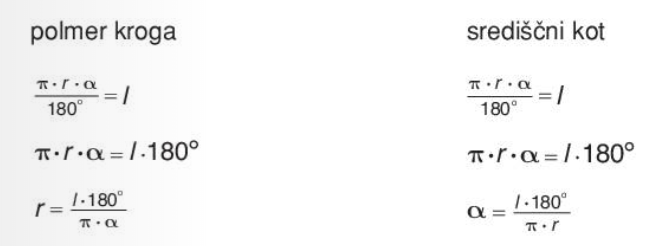 polmer kroga
π · r · α / 180° = l
π · r · α = l · 180°
r = l · 180° / π · α
središčni kot
π · r · α / 180° = l
π · r · α = l · 180°
α = l · 180° / π · r